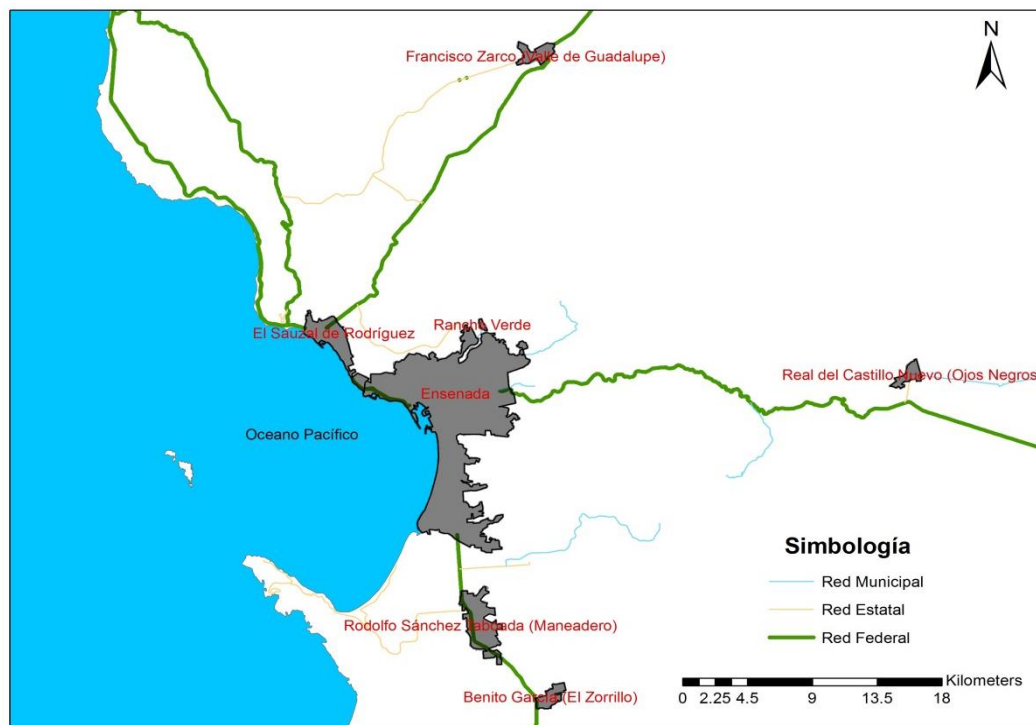 N
Francisco Zarco (Valle de Guadalupe)
El Sauzal de Rodríguez
Rancho Verde
Real del Castillo Nuevo (Ojos Negros
Ensenada
Oceano Pacífico
Simbología
Red Municipal
Red Estatal
Red Federal
Rodolfo Sánchez Taboada (Maneadero)
Benito García (El Zorrillo)
Kilometers
0 2.25 4.5 9 13.5 18